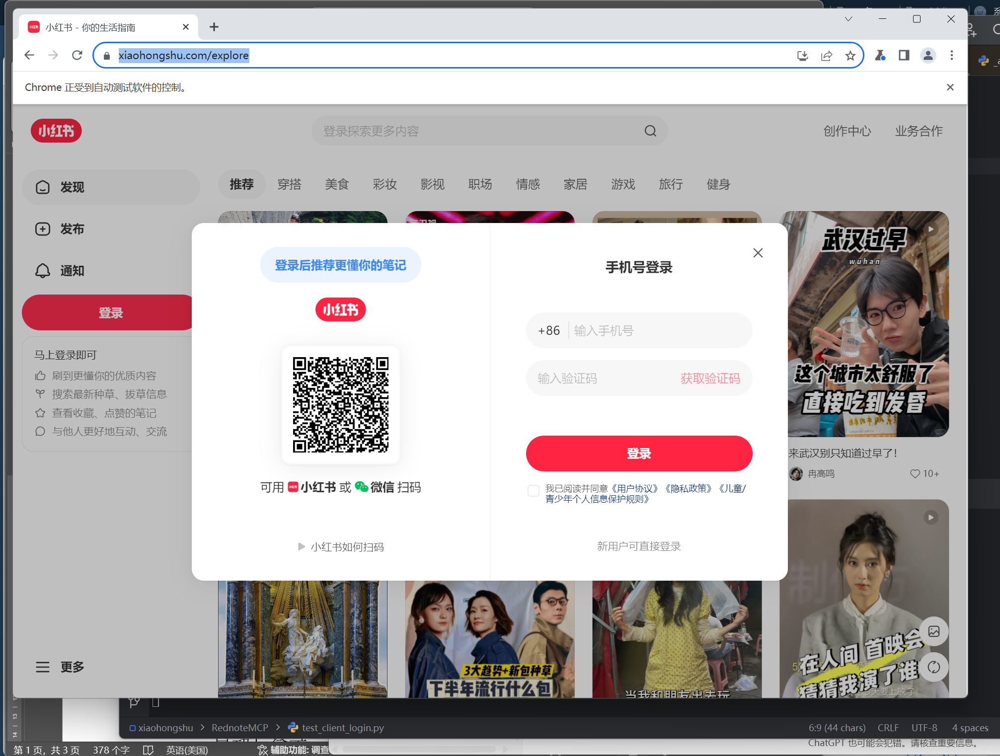 小红书 - 你的生活指南
xiaohongshu.com/explore
Chrome 正受到自动测试软件的控制。
小红书
登录探索更多内容
创作中心
业务合作
发现
推荐
穿搭
美食
彩妆
影视
职场
情感
家居
游戏
旅行
健身
发布
通知
登录
马上登录即可
刷到更懂你的优质内容
搜索最新种草、拔草信息
查看收藏、点赞的笔记
与他人更好地互动、交流
更多
登录后推荐更懂你的笔记
小红书
可用 小红书 或 微信 扫码
小红书如何扫码
手机号登录
+86 输入手机号
输入验证码
获取验证码
登录
我已阅读并同意《用户协议》《隐私政策》《儿童/
青少年个人信息保护规则》
新用户可直接登录
武汉过早
wuhan
这个城市太舒服了
直接吃到发昏
来武汉别只知道过早了！
冉高鸣
10+
3大趋势+新包种草
下半年流行什么包
当我和朋友出去玩
在人间 首映会
猜猜我演了谁
xiaohongshu > RednoteMCP > test_client_login.py
6:9 (44 chars)
CRLF
UTF-8
4 spaces
第 1 页，共 3 页
378 个字
英语(美国)
辅助功能: 调查
ChatGPT 也可能会犯错。请核查重要信息。